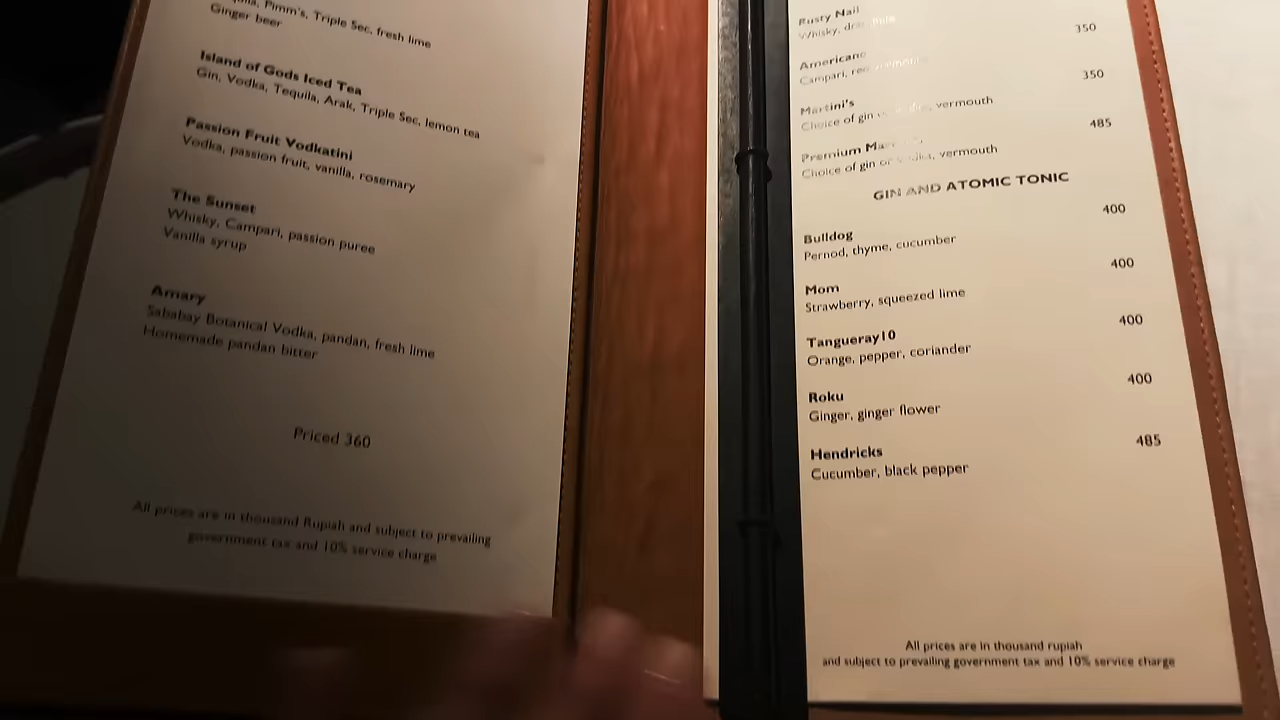 Pimm's, Triple Sec, fresh lime
Ginger beer
Island of Gods Iced Tea
Gin, Vodka, Tequila, Arak, Triple Sec, lemon tea
Passion Fruit Vodkatini
Vodka, passion fruit, vanilla, rosemary
The Sunset
Whisky, Campari, passion puree
Vanilla syrup
Amary
Sababay Botanical Vodka, pandan, fresh lime
Homemade pandan bitter
Priced 360
All prices are in thousand Rupiah and subject to prevailing
government tax and 10% service charge
Rusty Nail
Whisky,
350
Americano
Campari,
350
Martini's
Choice of gin vermouth
485
Premium
Choice of gin or vodka, vermouth
GIN AND ATOMIC TONIC
400
Bulldog
Pernod, thyme, cucumber
400
Mom
Strawberry, squeezed lime
400
Tangueray10
Orange, pepper, coriander
400
Roku
Ginger, ginger flower
485
Hendricks
Cucumber, black pepper
All prices are in thousand rupiah
and subject to prevailing government tax and 10% service charge